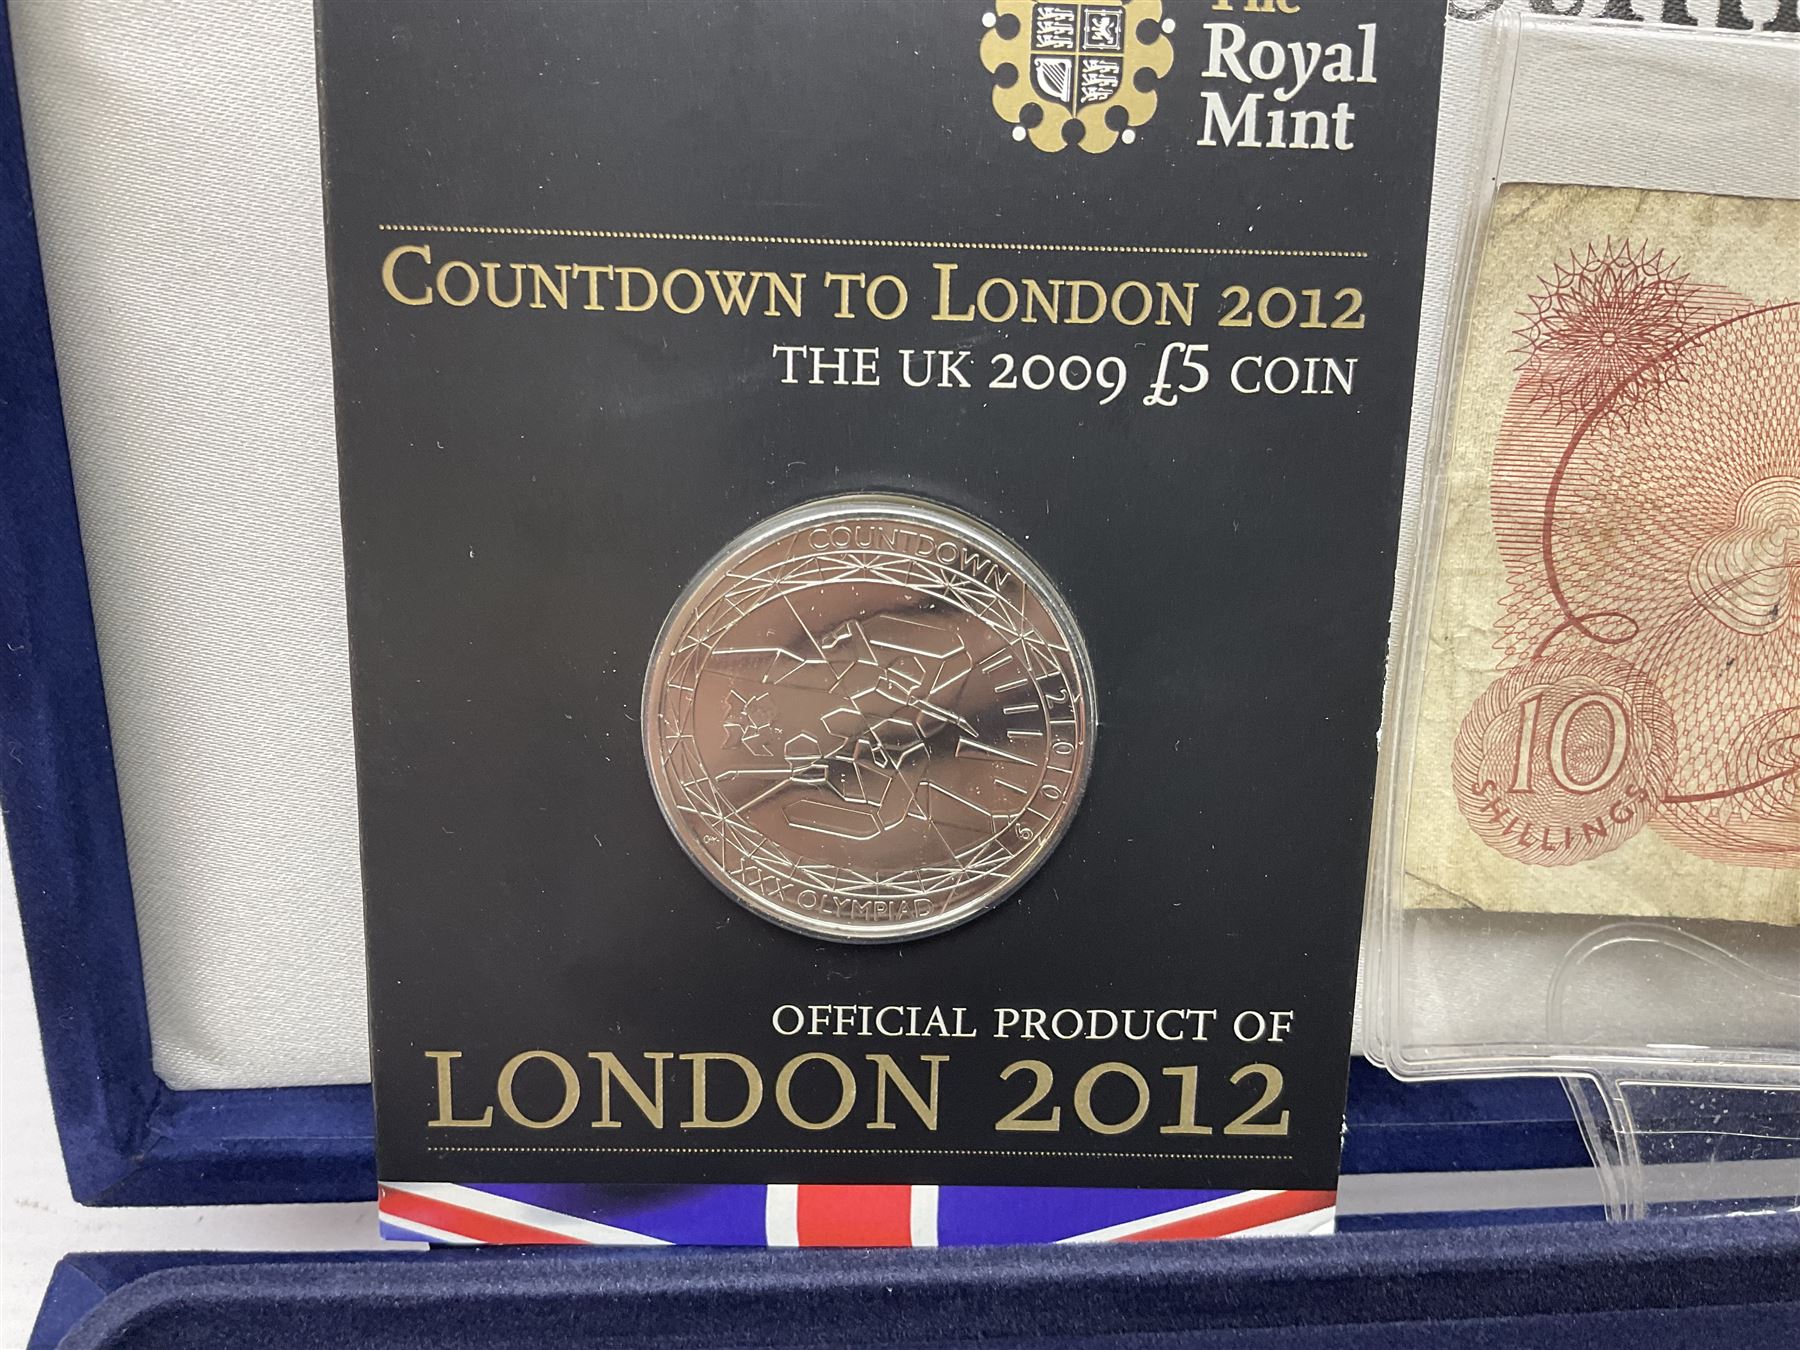 The
Royal
Mint
COUNTDOWN TO LONDON 2012
THE UK 2009 £5 COIN
COUNTDOWN
2010
XXX OLYMPIAD
OFFICIAL PRODUCT OF
LONDON 2012
10
SHILLINGS